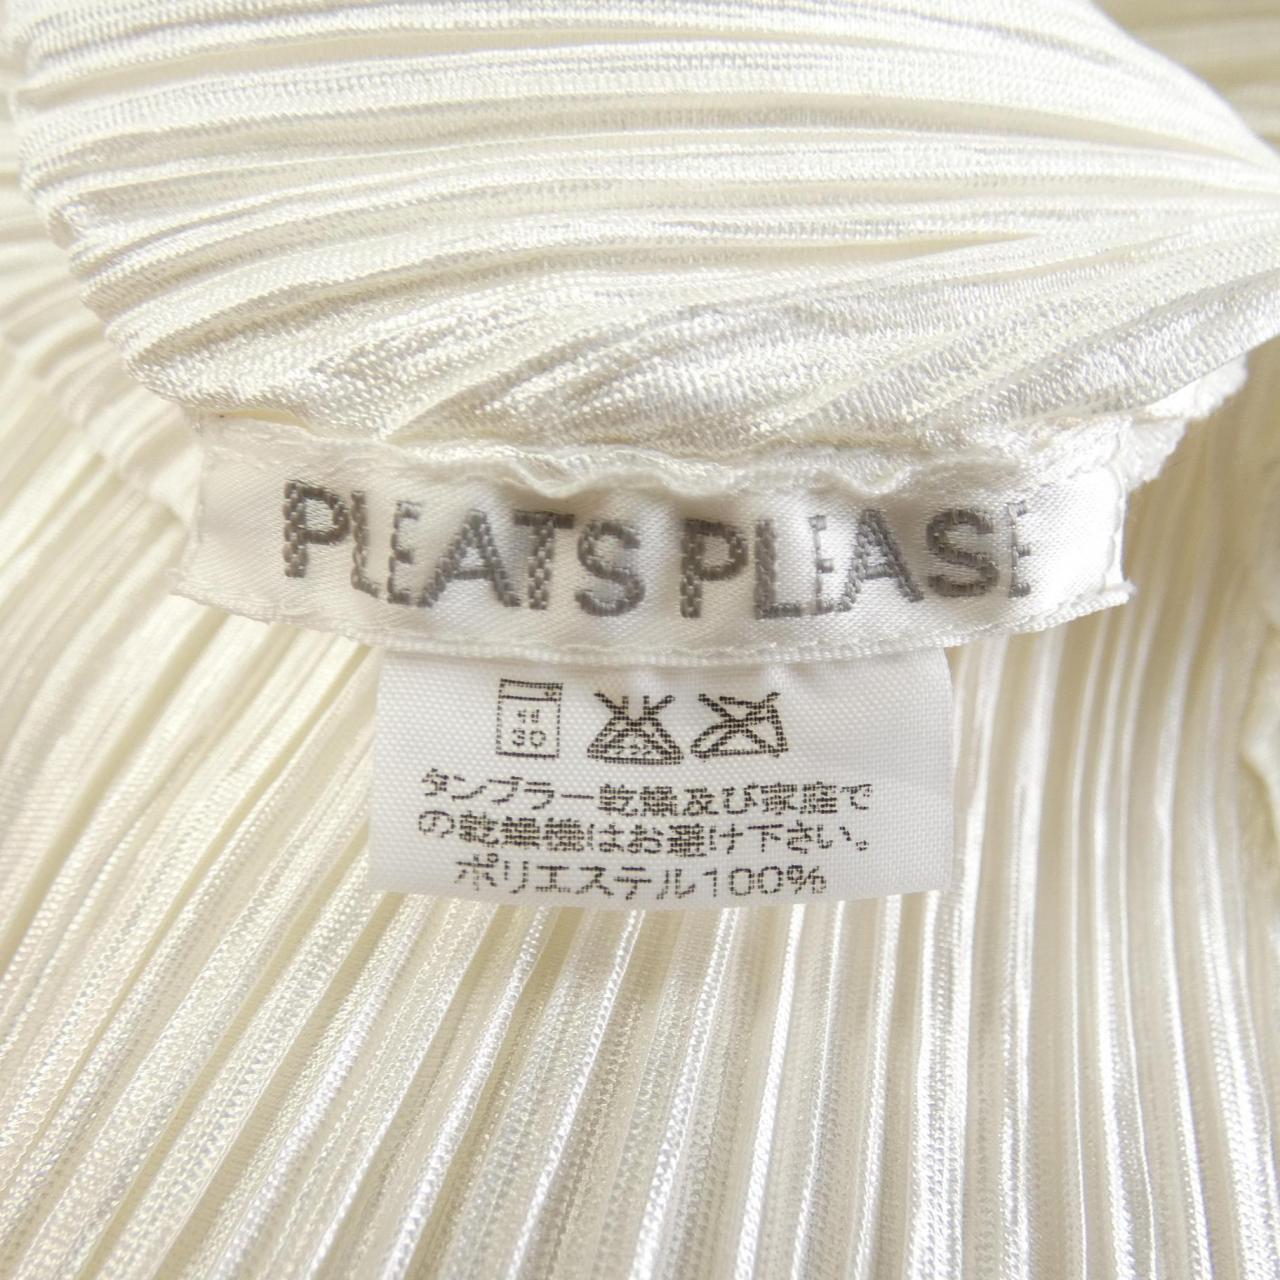 PLEATS PLEASE
30
タンブラー乾燥及び家庭で
の乾燥機はお避け下さい。
ポリエステル100%